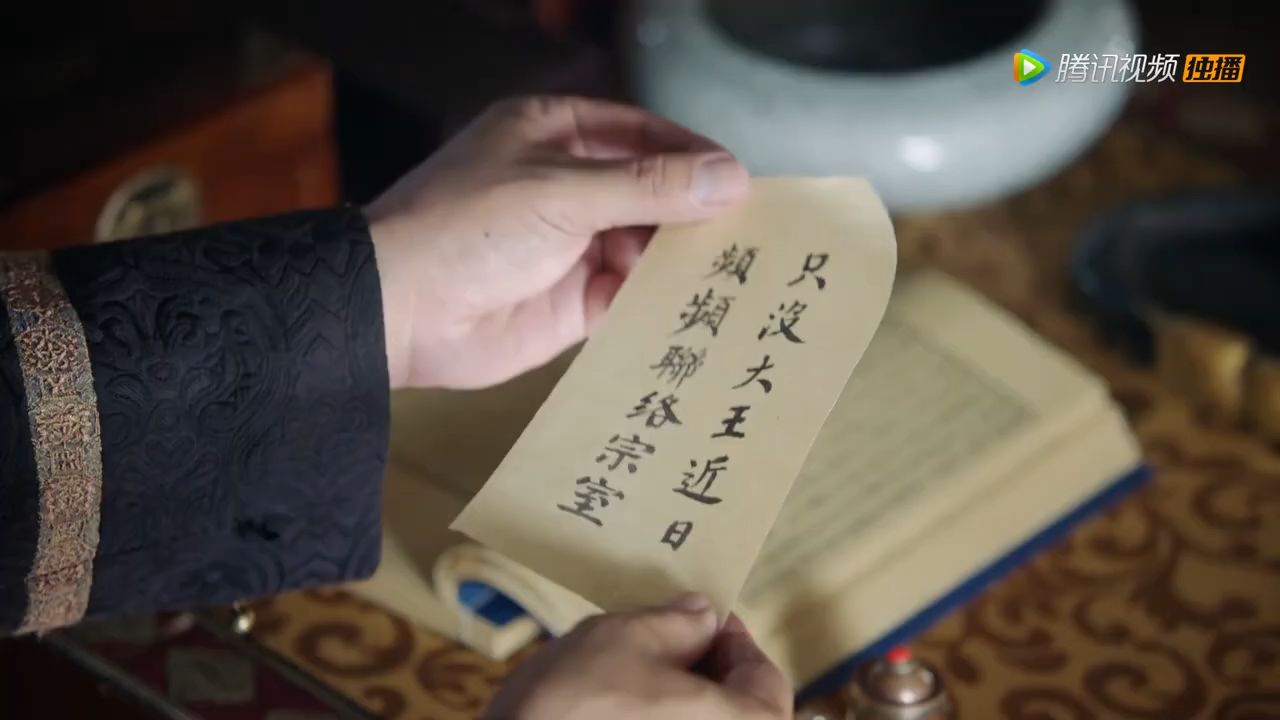 只沒大王近日
頻頻聯络宗室
腾讯视频 独播